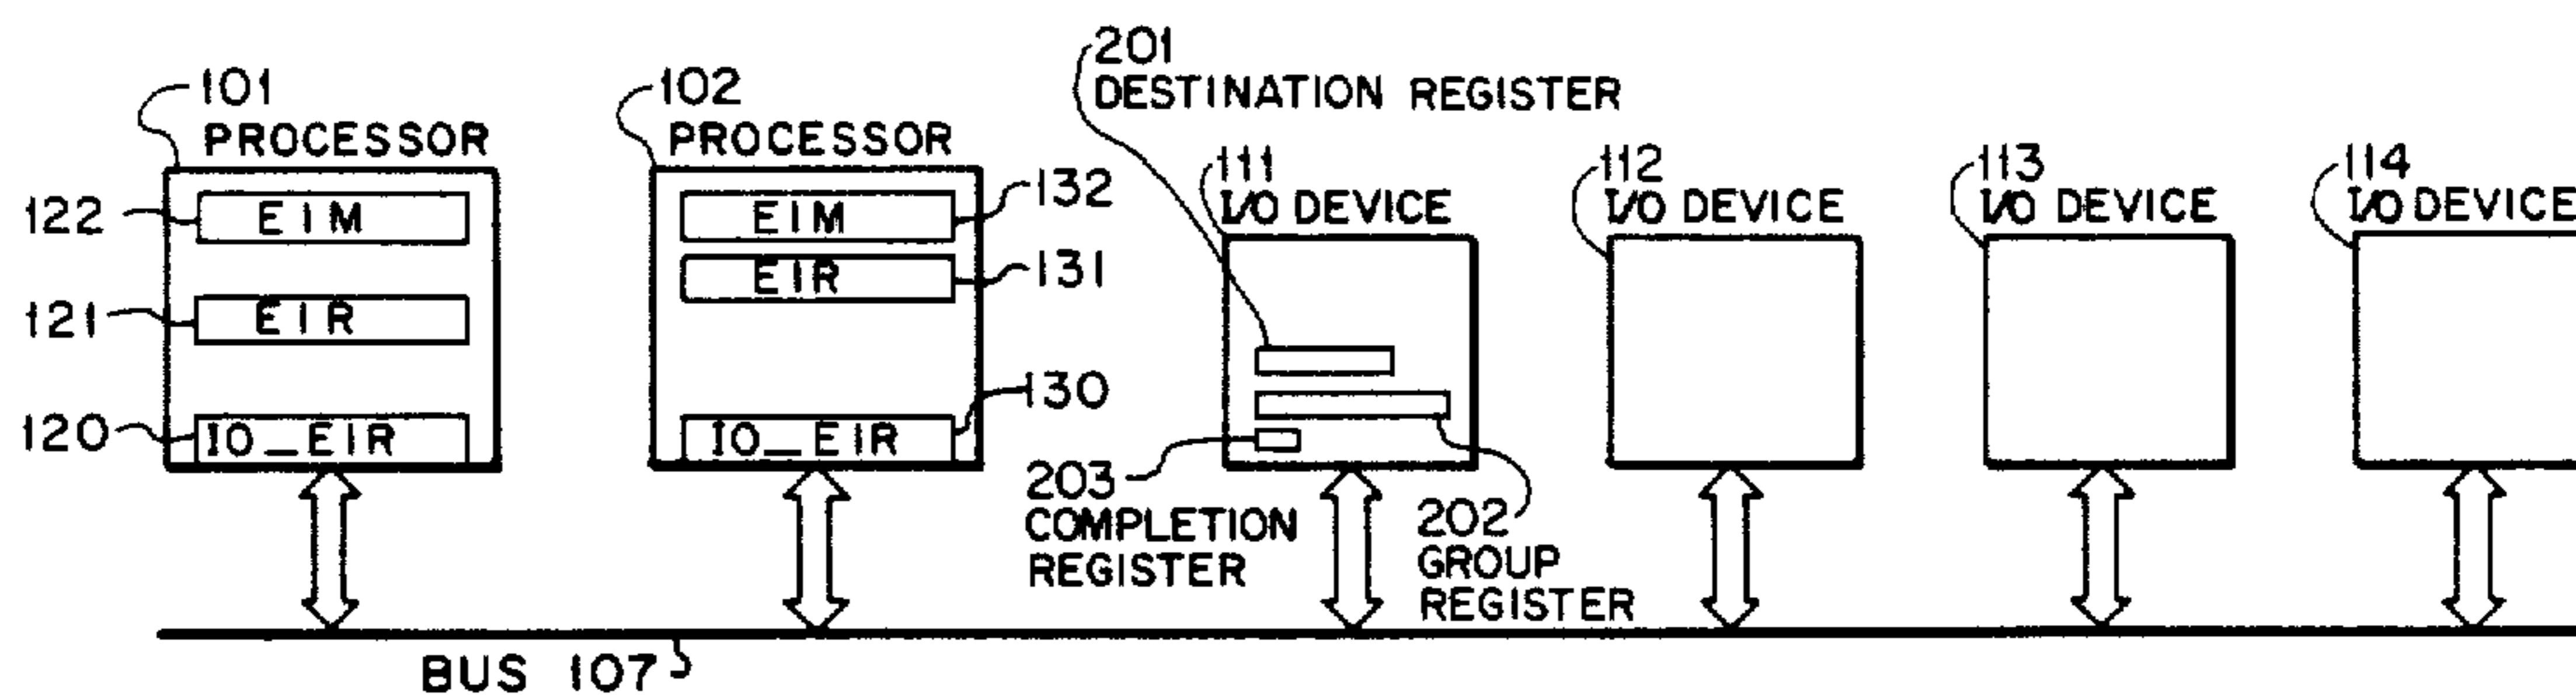 101
PROCESSOR
122
EIM
121
EIR
120
IO_EIR
102
PROCESSOR
EIM
132
EIR
131
IO_EIR
130
201
DESTINATION REGISTER
111
I/O DEVICE
203
COMPLETION
REGISTER
202
GROUP
REGISTER
112
I/O DEVICE
113
I/O DEVICE
114
I/O DEVICE
BUS 107